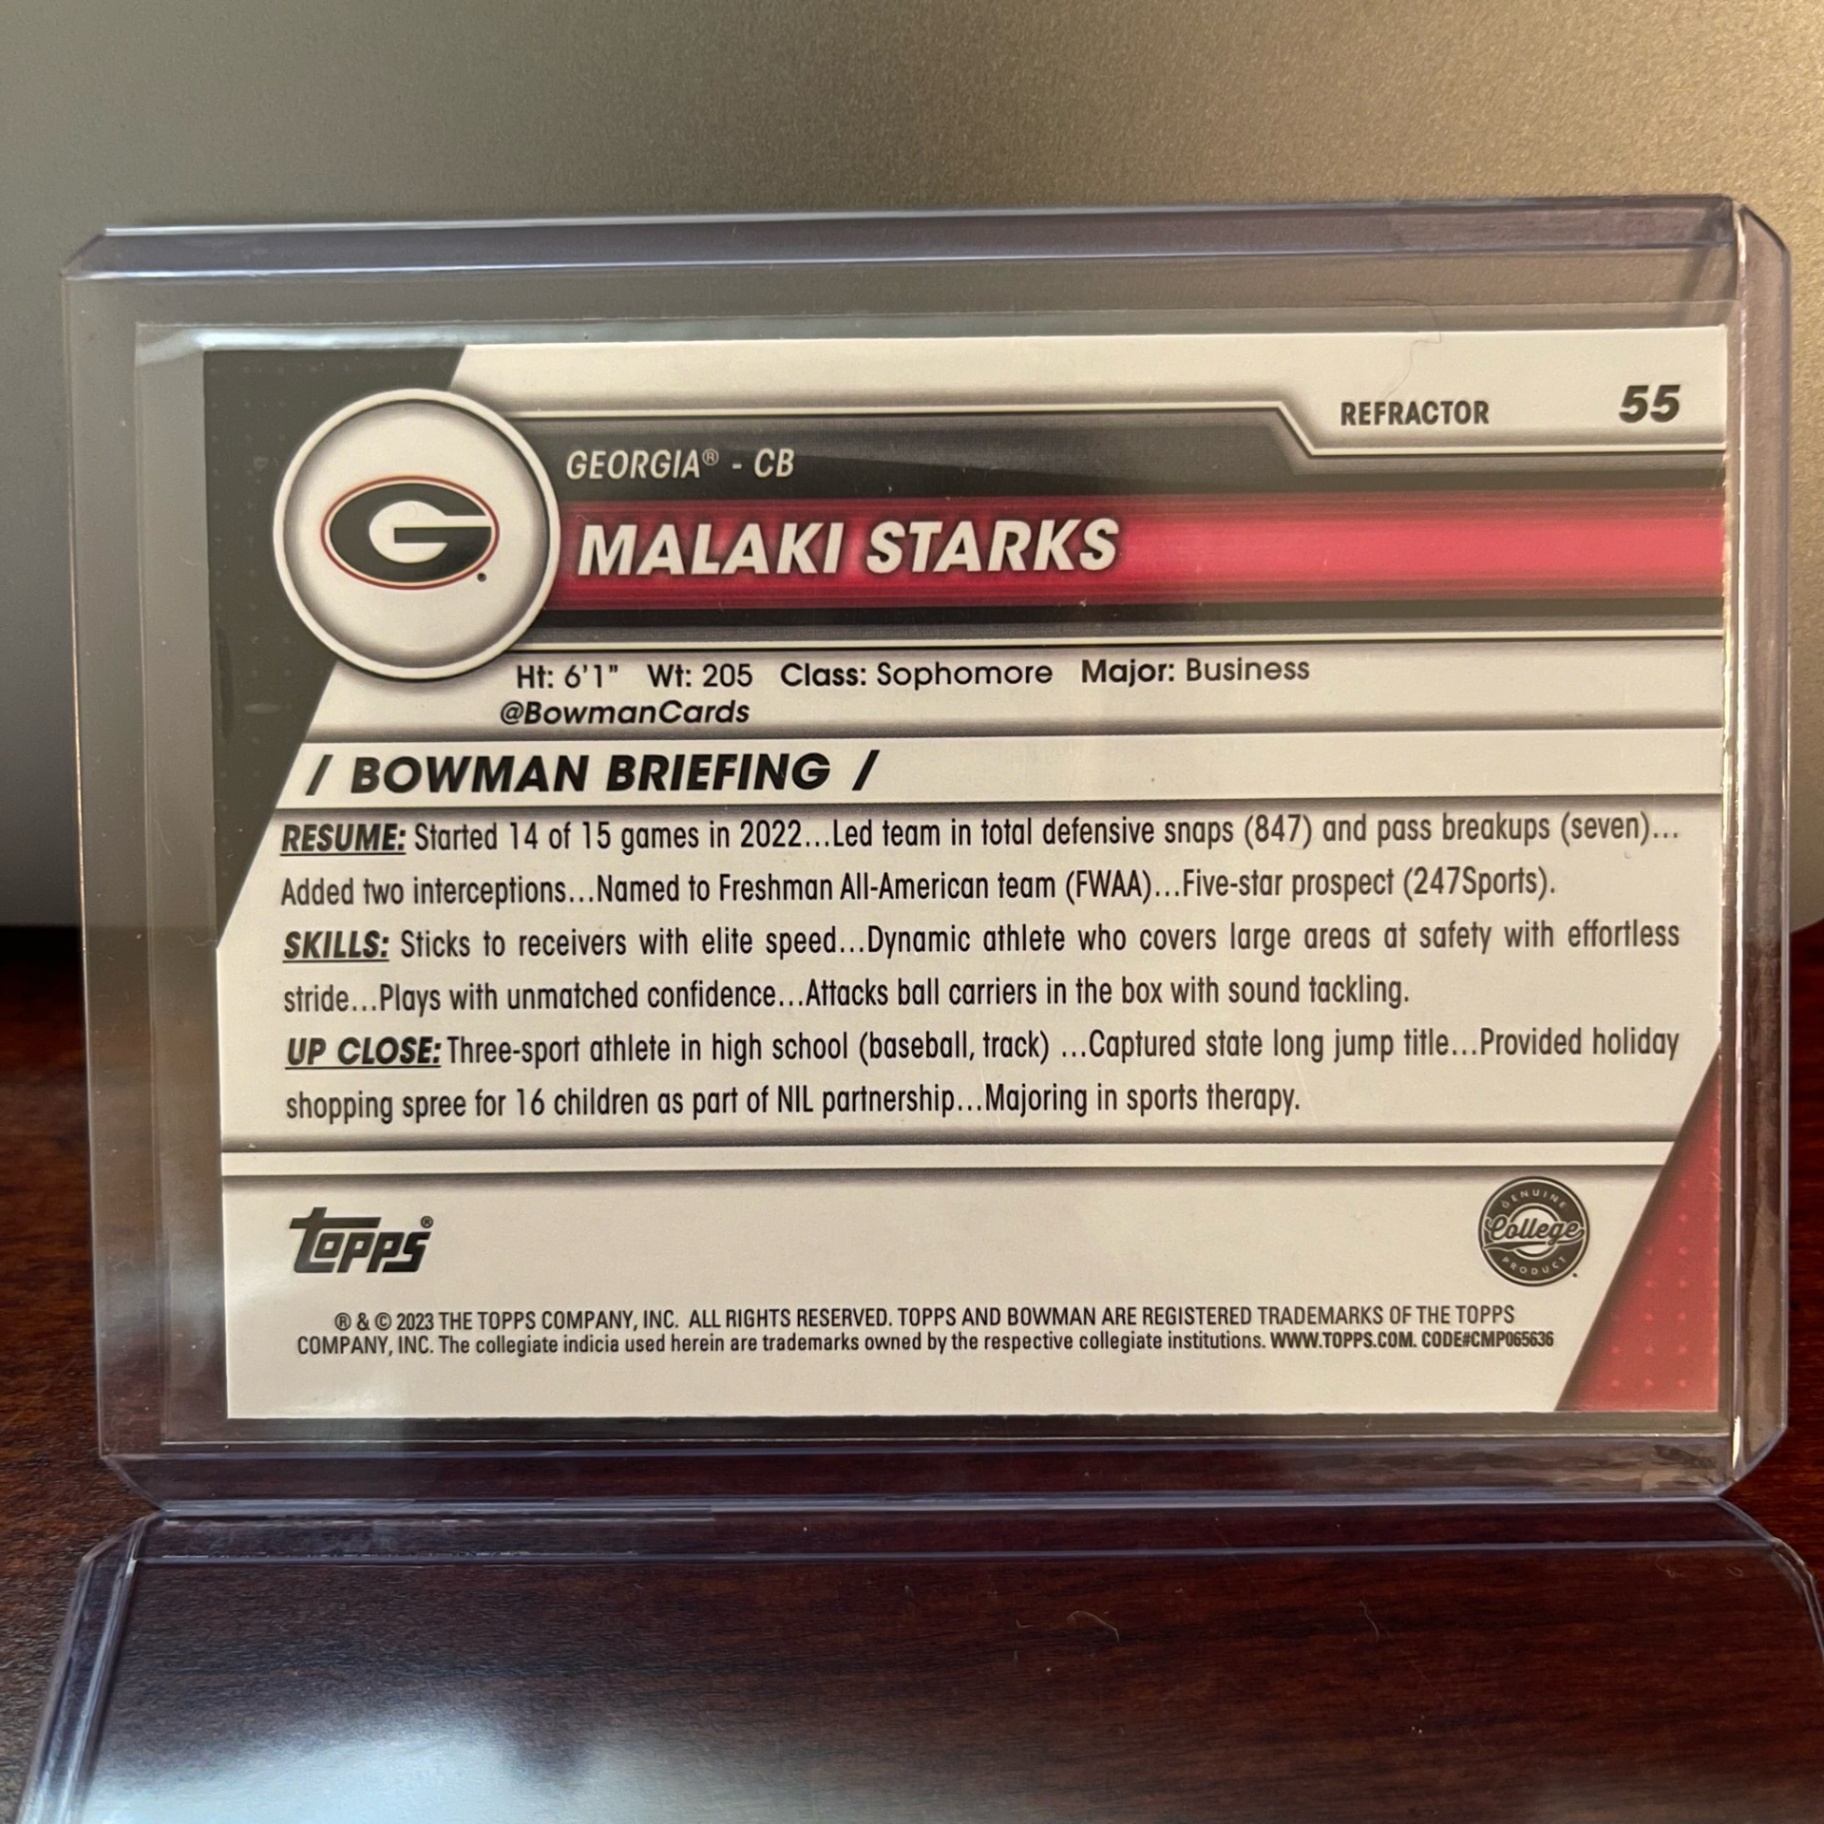 REFRACTOR 55
GEORGIA® - CB
G
MALAKI STARKS
Ht: 6'1" Wt: 205 Class: Sophomore Major: Business
@BowmanCards
/ BOWMAN BRIEFING /
RESUME: Started 14 of 15 games in 2022...Led team in total defensive snaps (847) and pass breakups (seven)...
Added two interceptions...Named to Freshman All-American team (FWAA)...Five-star prospect (247Sports).
SKILLS: Sticks to receivers with elite speed...Dynamic athlete who covers large areas at safety with effortless
stride...Plays with unmatched confidence...Attacks ball carriers in the box with sound tackling.
UP CLOSE: Three-sport athlete in high school (baseball, track) ...Captured state long jump title...Provided holiday
shopping spree for 16 children as part of NIL partnership...Majoring in sports therapy.
Topps®
GENUINE
College
PRODUCT
® & © 2023 THE TOPPS COMPANY, INC. ALL RIGHTS RESERVED. TOPPS AND BOWMAN ARE REGISTERED TRADEMARKS OF THE TOPPS
COMPANY, INC. The collegiate indicia used herein are trademarks owned by the respective collegiate institutions. WWW.TOPPS.COM. CODE#CMP065636